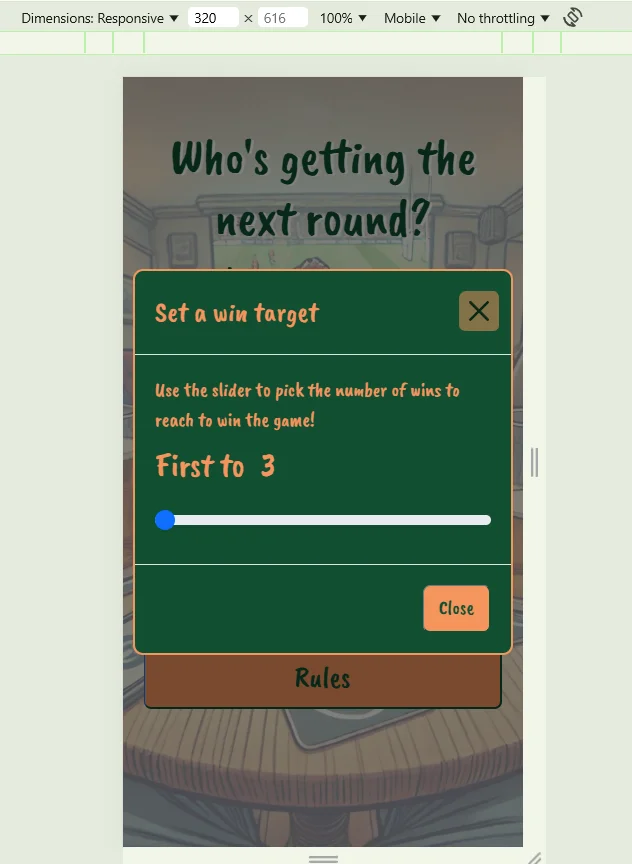 Dimensions: Responsive ▼ 320 × 616 100% ▼ Mobile ▼ No throttling ▼
Who's getting the
next round?
Set a win target
Use the slider to pick the number of wins to
reach to win the game!
First to 3
Close
Rules